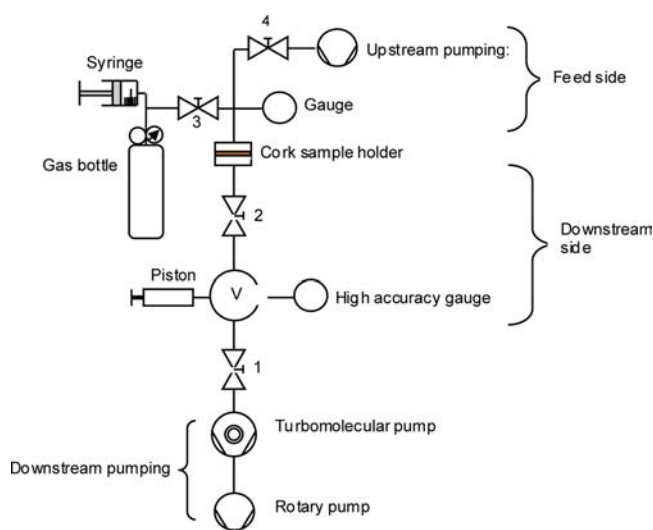 4
Upstream pumping:
Feed side
Syringe
3
Gauge
Gas bottle
Cork sample holder
2
Downstream
side
Piston
V
High accuracy gauge
1
Turbomolecular pump
Downstream pumping
Rotary pump